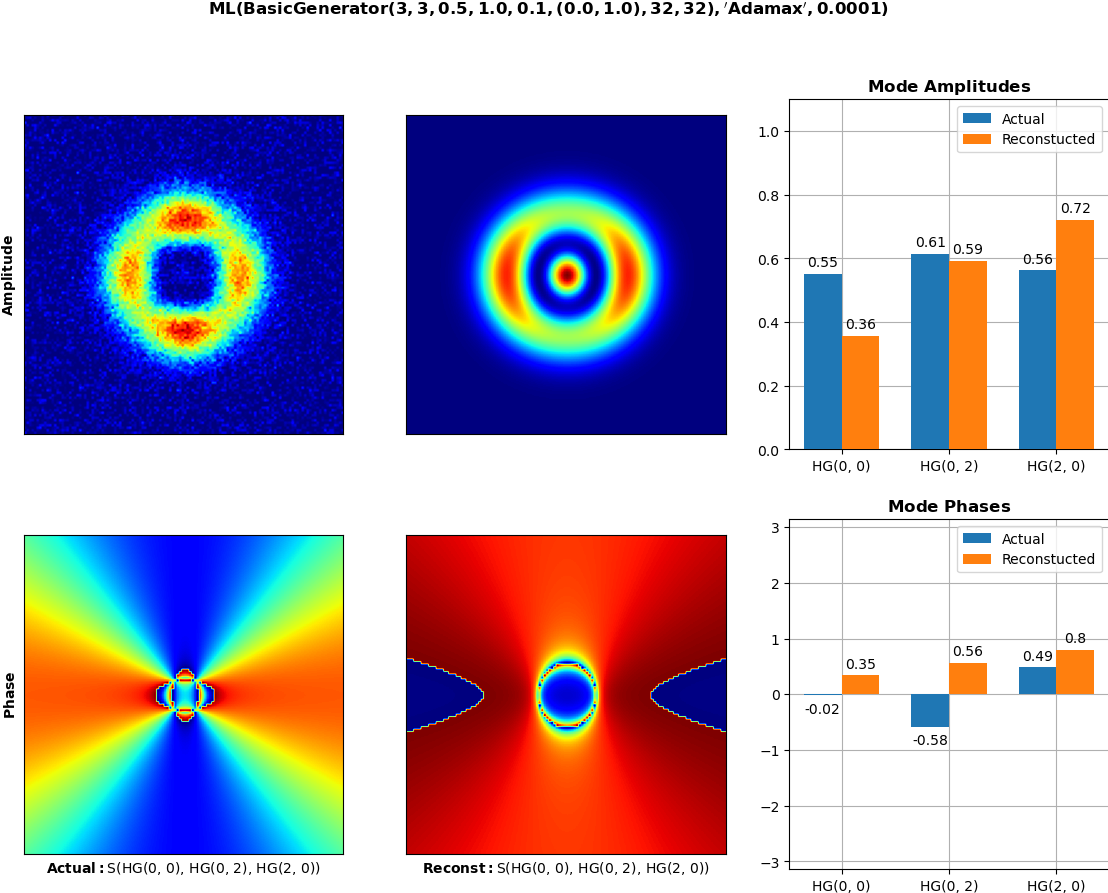 ML(BasicGenerator(3, 3, 0.5, 1.0, 0.1, (0.0, 1.0), 32, 32), ′Adamax′, 0.0001)
Amplitude
Mode Amplitudes
Actual
Reconstucted
1.0
0.8
0.6
0.4
0.2
0.0
0.55
0.36
0.61
0.59
0.56
0.72
HG(0, 0)
HG(0, 2)
HG(2, 0)
Phase
Actual: S(HG(0, 0), HG(0, 2), HG(2, 0))
Reconst: S(HG(0, 0), HG(0, 2), HG(2, 0))
Mode Phases
Actual
Reconstucted
3
2
1
0
−1
−2
−3
-0.02
0.35
-0.58
0.56
0.49
0.8
HG(0, 0)
HG(0, 2)
HG(2, 0)